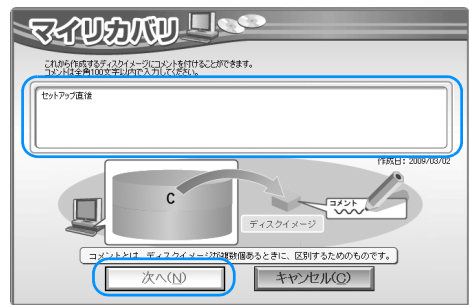 マイリカバリ
これから作成するディスクイメージにコメントを付けることができます。
コメントは全角100文字以内で入力してください。
セットアップ直後
作成日: 2009/03/02
C
コメント
ディスクイメージ
コメントとは、ディスクイメージが複数個あるときに、区別するためのものです。
次へ(N)
キャンセル(C)